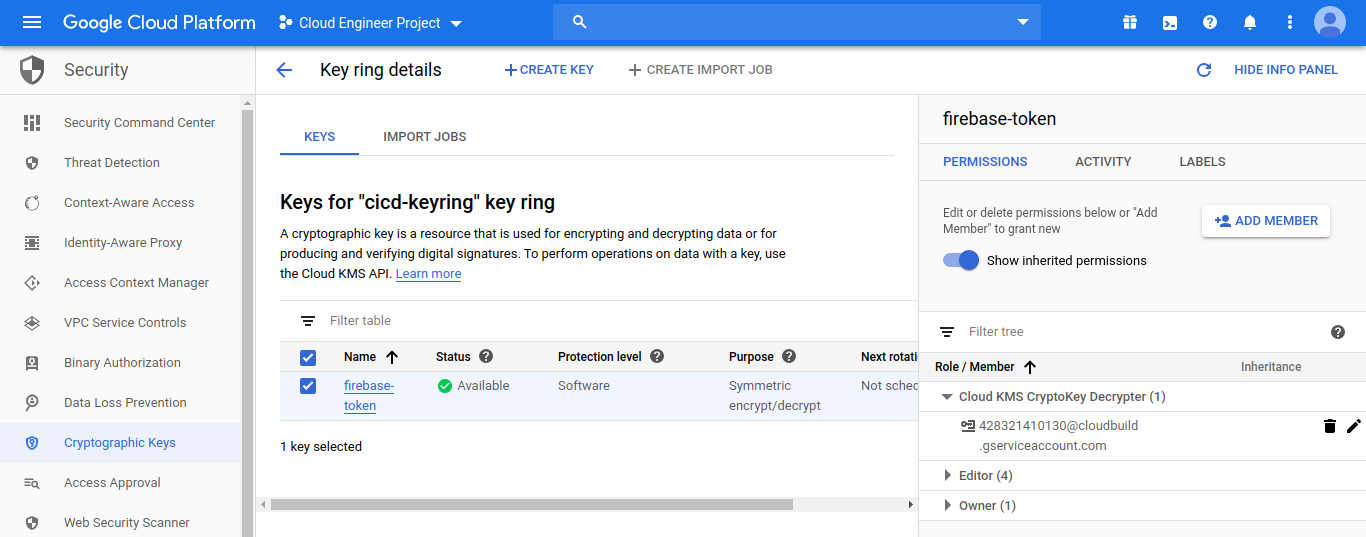 Google Cloud Platform
Cloud Engineer Project
Security
Key ring details
CREATE KEY
CREATE IMPORT JOB
HIDE INFO PANEL
Security Command Center
Threat Detection
Context-Aware Access
Identity-Aware Proxy
Access Context Manager
VPC Service Controls
Binary Authorization
Data Loss Prevention
Cryptographic Keys
Access Approval
Web Security Scanner
KEYS
IMPORT JOBS
Keys for "cicd-keyring" key ring
A cryptographic key is a resource that is used for encrypting and decrypting data or for
producing and verifying digital signatures. To perform operations on data with a key, use
the Cloud KMS API. Learn more
Filter table
Name Status Protection level Purpose Next rotati
firebase-
token
Available
Software
Symmetric
encrypt/decrypt
Not sched
1 key selected
firebase-token
PERMISSIONS
ACTIVITY
LABELS
Edit or delete permissions below or "Add
Member" to grant new
ADD MEMBER
Show inherited permissions
Filter tree
Role / Member
Inheritance
Cloud KMS CryptoKey Decrypter (1)
428321410130@cloudbuild
.gserviceaccount.com
Editor (4)
Owner (1)